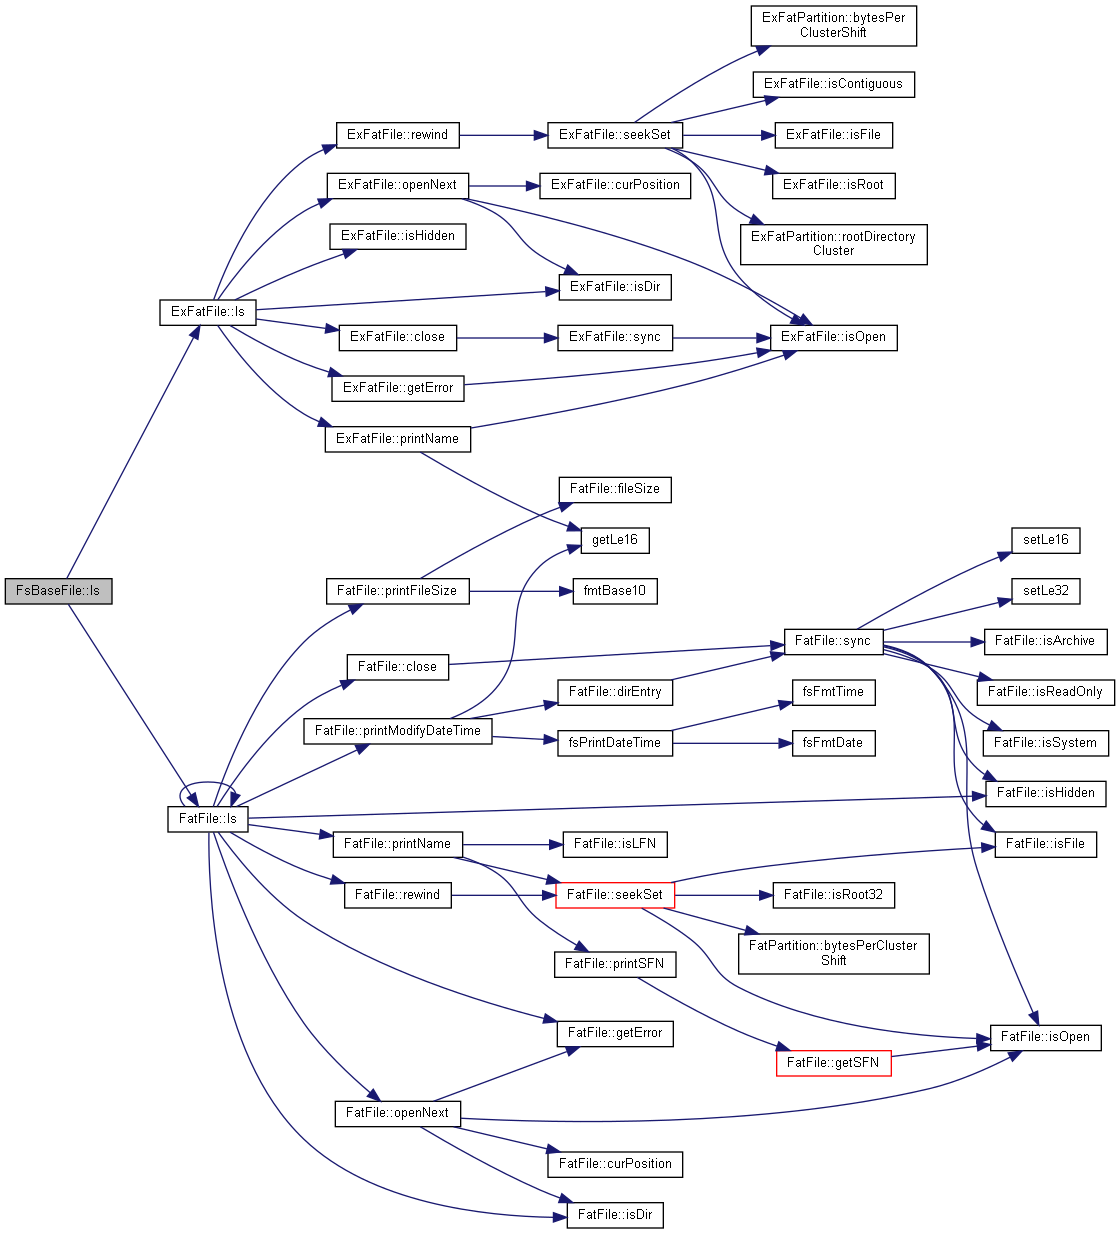 ExFatPartition::bytesPer
ClusterShift
ExFatFile::isContiguous
ExFatFile::rewind
ExFatFile::seekSet
ExFatFile::isFile
ExFatFile::openNext
ExFatFile::curPosition
ExFatFile::isRoot
ExFatFile::isHidden
ExFatPartition::rootDirectory
Cluster
ExFatFile::isDir
ExFatFile::ls
ExFatFile::close
ExFatFile::sync
ExFatFile::isOpen
ExFatFile::getError
ExFatFile::printName
FatFile::fileSize
getLe16
setLe16
FsBaseFile::ls
FatFile::printFileSize
fmtBase10
setLe32
FatFile::sync
FatFile::isArchive
FatFile::close
FatFile::dirEntry
fsFmtTime
FatFile::isReadOnly
FatFile::printModifyDateTime
fsPrintDateTime
fsFmtDate
FatFile::isSystem
FatFile::isHidden
FatFile::ls
FatFile::printName
FatFile::isLFN
FatFile::isFile
FatFile::rewind
FatFile::seekSet
FatFile::isRoot32
FatPartition::bytesPerCluster
Shift
FatFile::printSFN
FatFile::getError
FatFile::isOpen
FatFile::getSFN
FatFile::openNext
FatFile::curPosition
FatFile::isDir